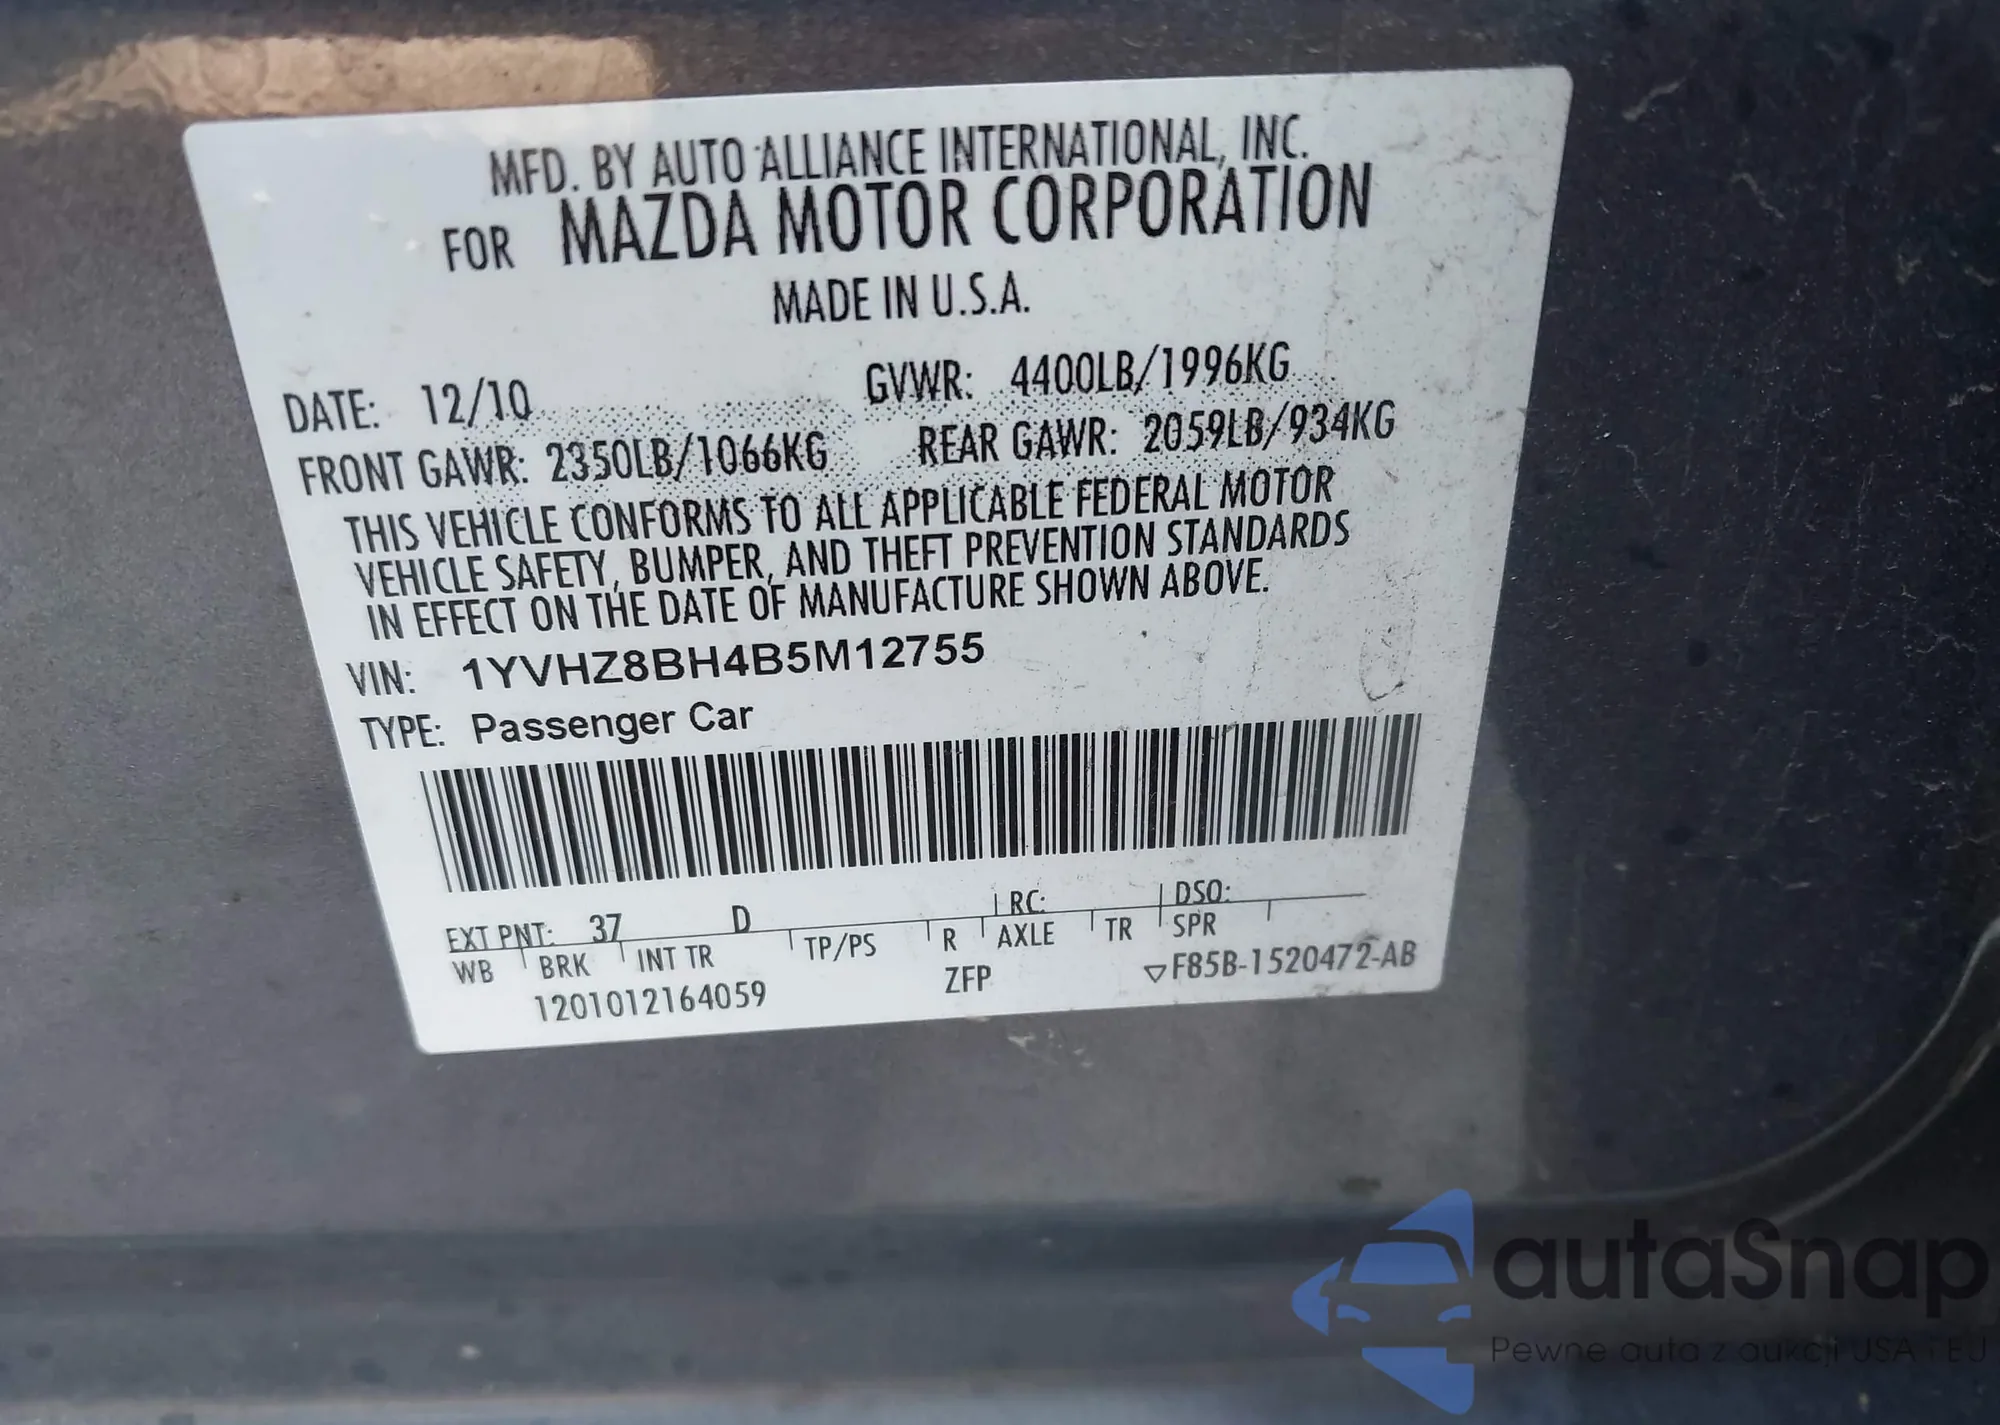 MFD. BY AUTO ALLIANCE INTERNATIONAL, INC.
FOR MAZDA MOTOR CORPORATION
MADE IN U.S.A.
DATE: 12/10 GVWR: 4400LB/1996KG
FRONT GAWR: 2350LB/1066KG REAR GAWR: 2059LB/934KG
THIS VEHICLE CONFORMS TO ALL APPLICABLE FEDERAL MOTOR
VEHICLE SAFETY, BUMPER, AND THEFT PREVENTION STANDARDS
IN EFFECT ON THE DATE OF MANUFACTURE SHOWN ABOVE.
VIN: 1YVHZ8BH4B5M12755
TYPE: Passenger Car
EXT PNT: 37 D RC: DSO:
WB BRK INT TR TP/PS R AXLE TR SPR
1201012164059 ZFP ▽F85B-1520472-AB
autaSnap
Pewne auta z aukcji USA i EU